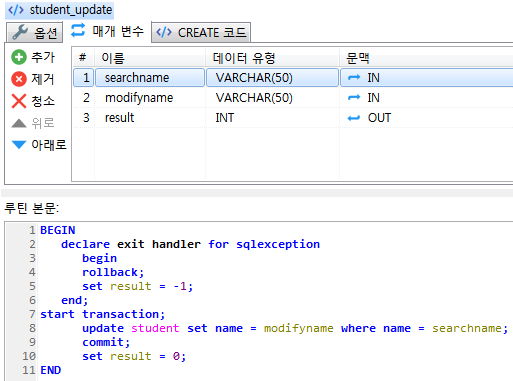 </> student_update
옵션 매개 변수 </> CREATE 코드
추가
제거
청소
위로
아래로
# 이름 데이터 유형 문맥
1 searchname VARCHAR(50) IN
2 modifyname VARCHAR(50) IN
3 result INT OUT
루틴 본문:
1 BEGIN
2 declare exit handler for sqlexception
3 begin
4 rollback;
5 set result = -1;
6 end;
7 start transaction;
8 update student set name = modifyname where name = searchname;
9 commit;
10 set result = 0;
11 END